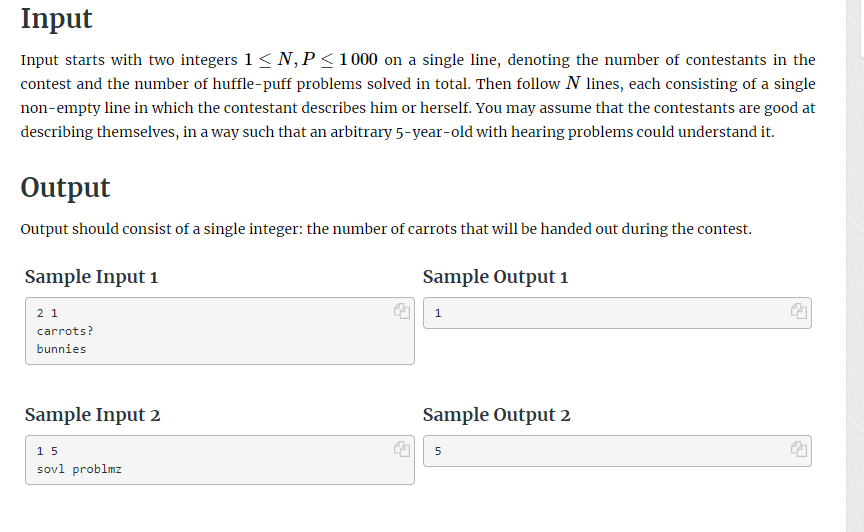 Input
Input starts with two integers 1 ≤ N, P ≤ 1 000 on a single line, denoting the number of contestants in the
contest and the number of huffle-puff problems solved in total. Then follow N lines, each consisting of a single
non-empty line in which the contestant describes him or herself. You may assume that the contestants are good at
describing themselves, in a way such that an arbitrary 5-year-old with hearing problems could understand it.
Output
Output should consist of a single integer: the number of carrots that will be handed out during the contest.
Sample Input 1
Sample Output 1
2 1
carrots?
bunnies
1
Sample Input 2
Sample Output 2
1 5
sovl problmz
5